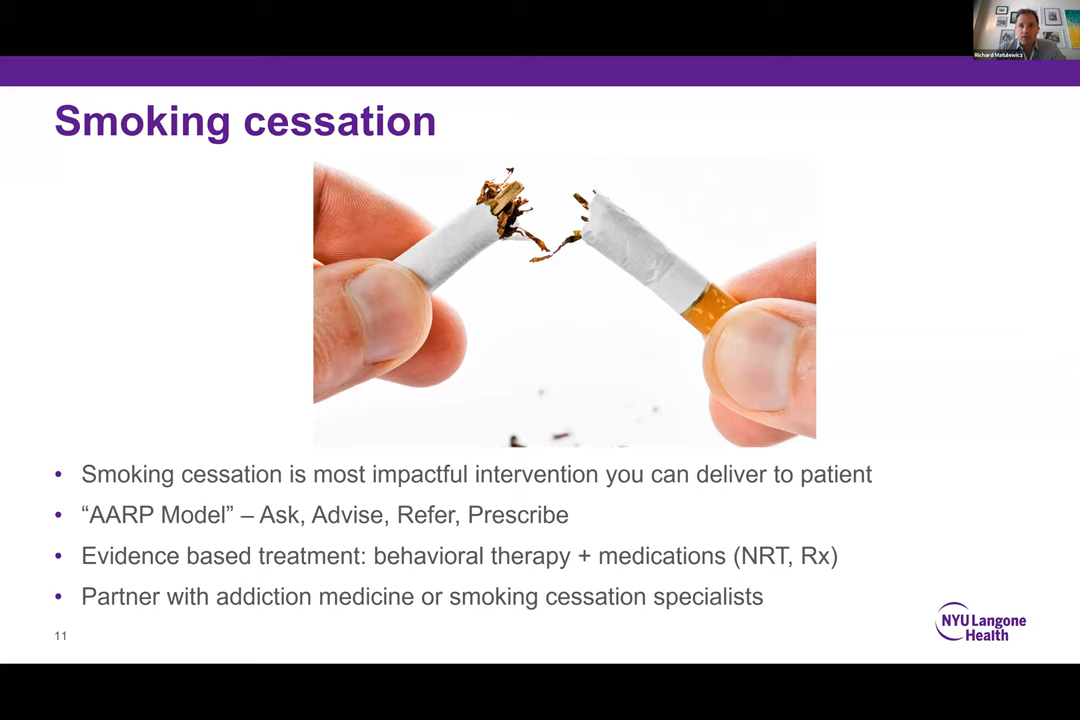 Richard Matulewicz
Smoking cessation
• Smoking cessation is most impactful intervention you can deliver to patient
• “AARP Model” – Ask, Advise, Refer, Prescribe
• Evidence based treatment: behavioral therapy + medications (NRT, Rx)
• Partner with addiction medicine or smoking cessation specialists
11
NYU Langone
Health